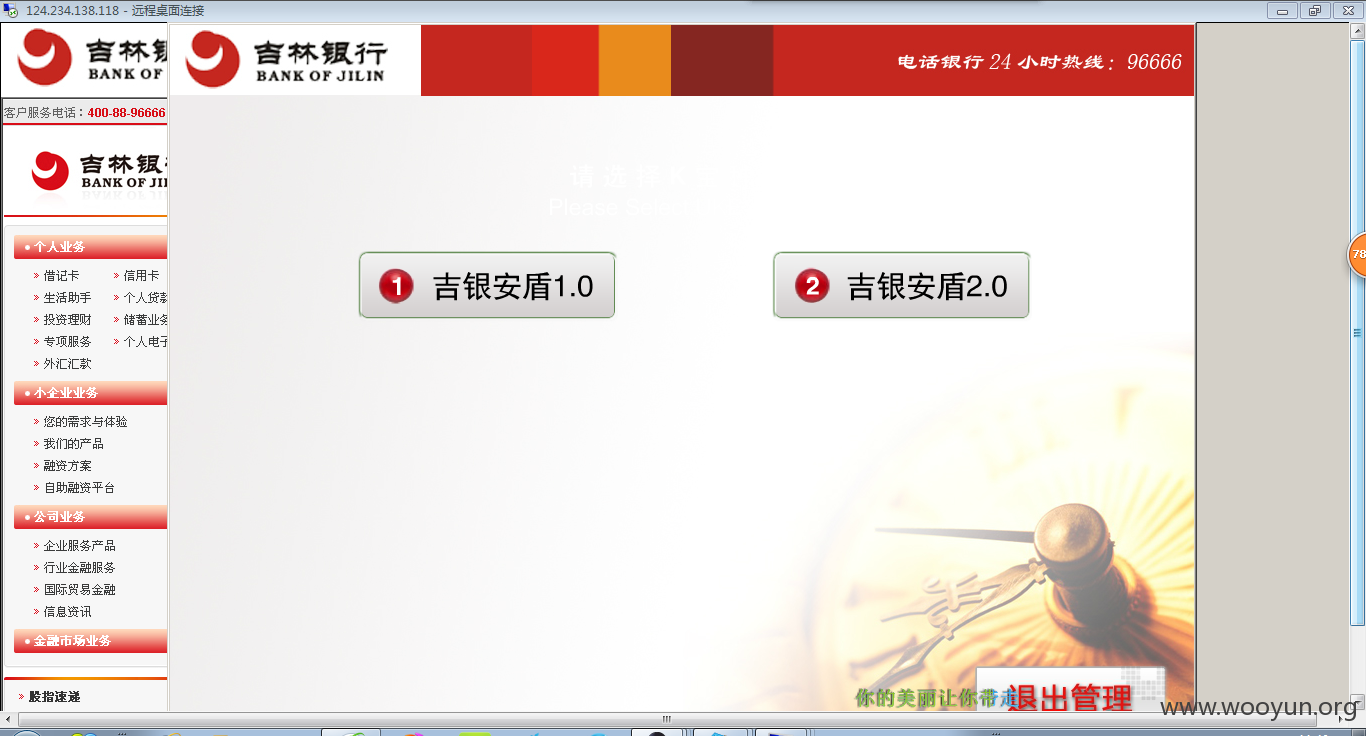 124.234.138.118 - 远程桌面连接
吉林银行
BANK OF JILIN
电话银行 24 小时热线：96666
吉林银
BANK OF
客户服务电话：400-88-96666
吉林银
BANK OF JI
请 选 择
Please Sel
1 吉银安盾1.0
2 吉银安盾2.0
个人业务
» 借记卡 » 信用卡
» 生活助手 » 个人贷款
» 投资理财 » 储蓄业务
» 专项服务 » 个人电子
» 外汇汇款
小企业业务
» 您的需求与体验
» 我们的产品
» 融资方案
» 自助融资平台
公司业务
» 企业服务产品
» 行业金融服务
» 国际贸易金融
» 信息资讯
金融市场业务
» 股指速递
你的美丽让你带走
退出管理
www.wooyun.org
78